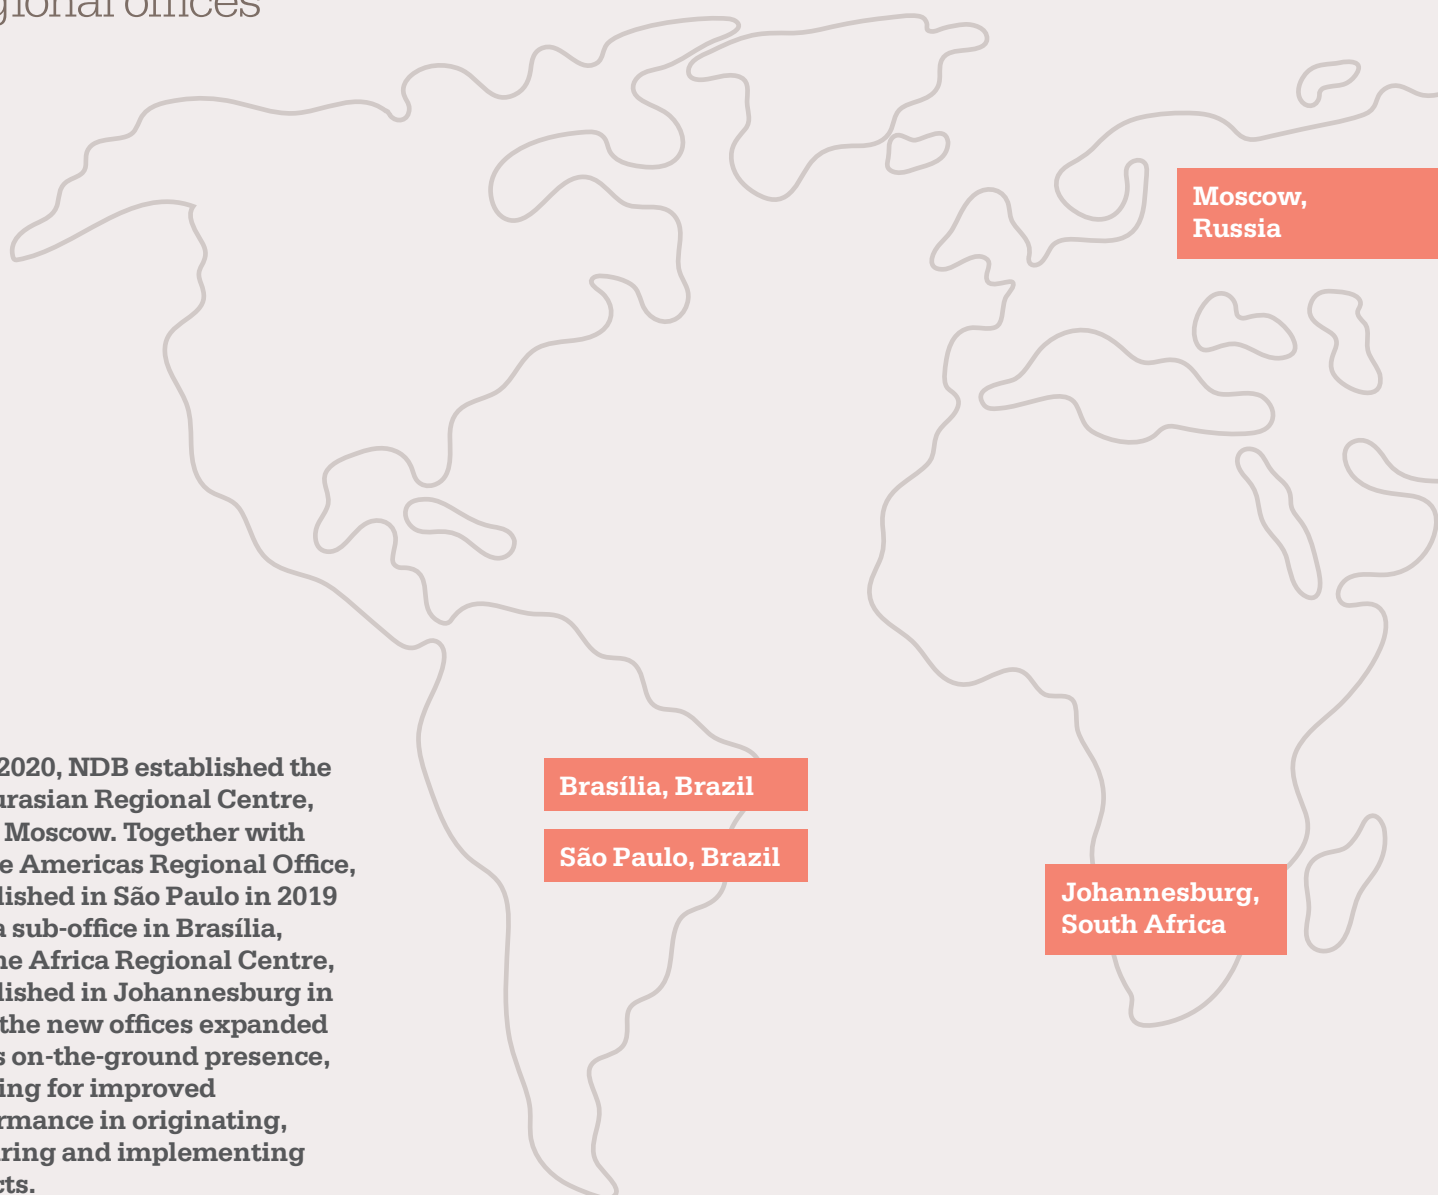 gional offices
Moscow,
Russia
Brasília, Brazil
São Paulo, Brazil
Johannesburg,
South Africa
2020, NDB established the
urasian Regional Centre,
Moscow. Together with
e Americas Regional Office,
lished in São Paulo in 2019
a sub-office in Brasília,
he Africa Regional Centre,
lished in Johannesburg in
the new offices expanded
s on-the-ground presence,
ing for improved
rmance in originating,
ring and implementing
cts.